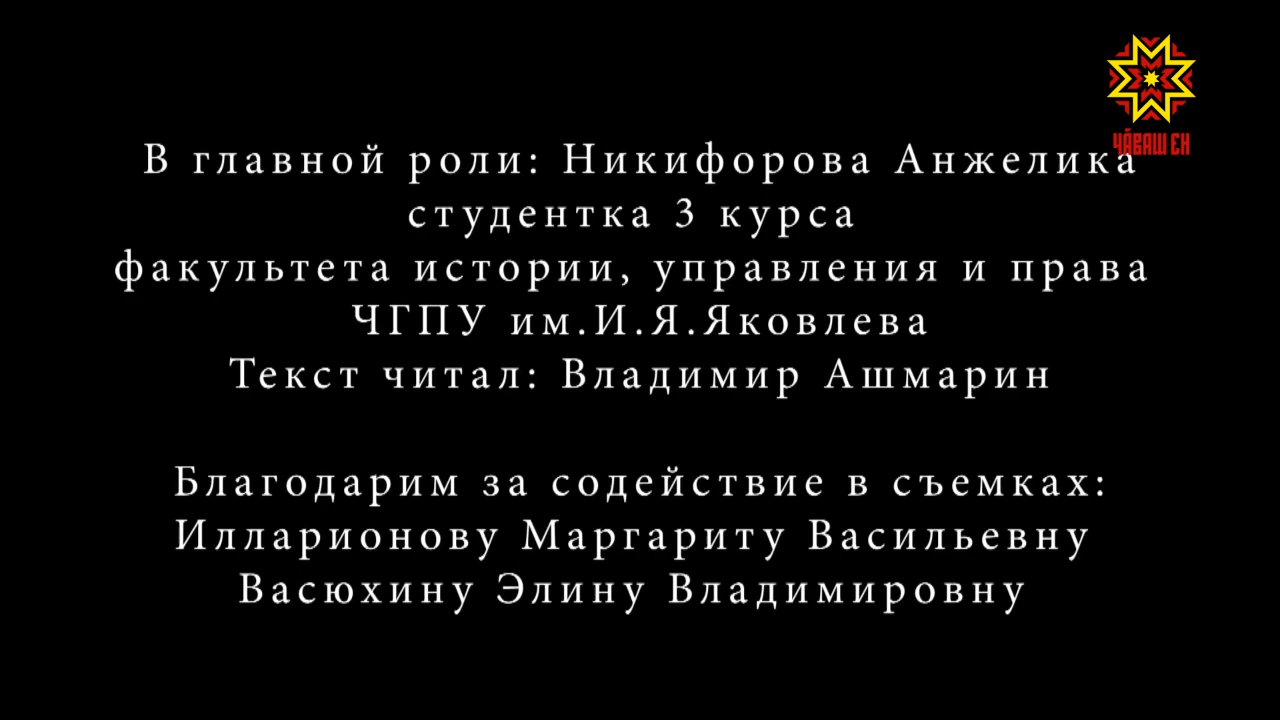 ЧӐВАШ ЕН
В главной роли: Никифорова Анжелика
студентка 3 курса
факультета истории, управления и права
ЧГПУ им.И.Я.Яковлева
Текст читал: Владимир Ашмарин
Благодарим за содействие в съемках:
Илларионову Маргариту Васильевну
Васюхину Элину Владимировну